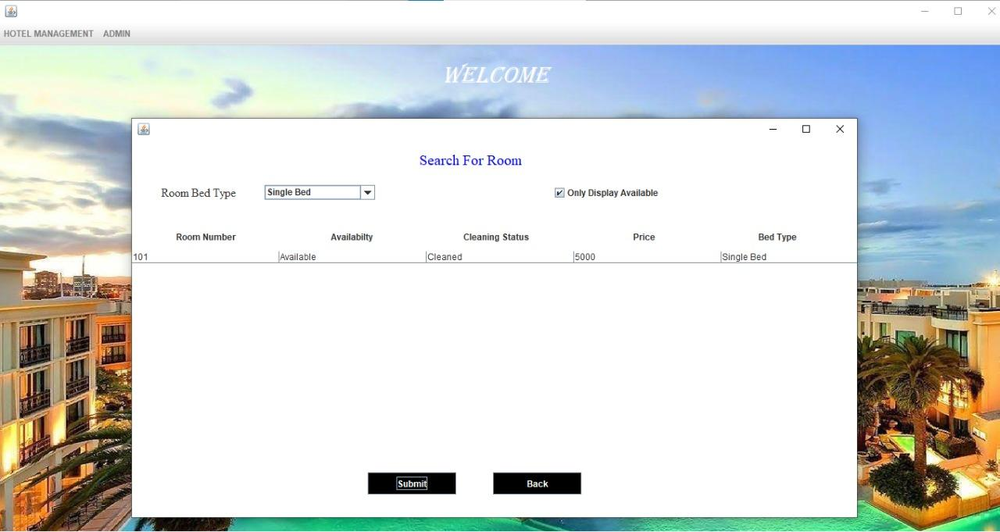 HOTEL MANAGEMENT ADMIN
WELCOME
Search For Room
Room Bed Type Single Bed Only Display Available
Room Number Availabilty Cleaning Status Price Bed Type
101 Available Cleaned 5000 Single Bed
Submit Back